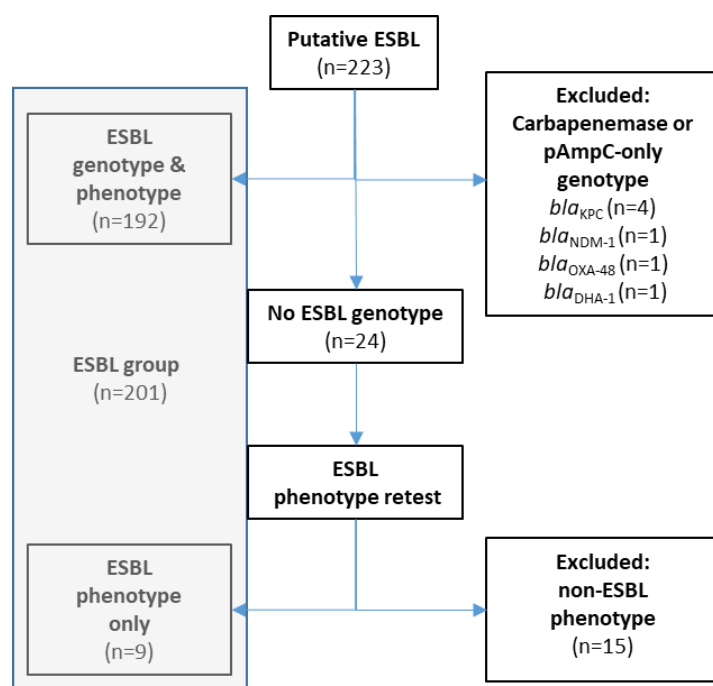 Putative ESBL
(n=223)
ESBL
genotype &
phenotype
(n=192)
Excluded:
Carbapenemase or
pAmpC-only
genotype
blaKPC (n=4)
blaNDM-1 (n=1)
blaOXA-48 (n=1)
blaDHA-1 (n=1)
No ESBL genotype
(n=24)
ESBL group
(n=201)
ESBL
phenotype retest
ESBL
phenotype
only
(n=9)
Excluded:
non-ESBL
phenotype
(n=15)